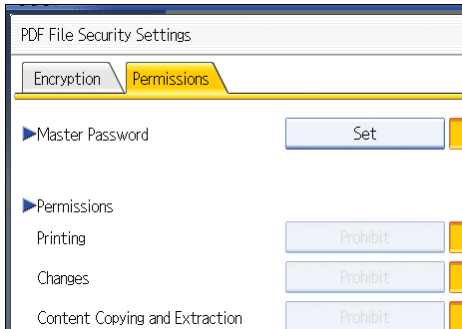 PDF File Security Settings
Encryption Permissions
Master Password Set
Permissions
Printing Prohibit
Changes Prohibit
Content Copying and Extraction Prohibit